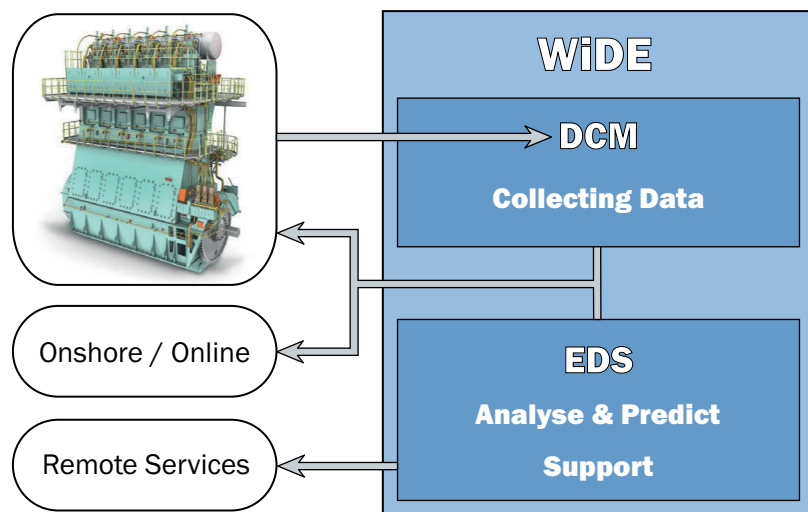 WiDE
DCM
Collecting Data
Onshore / Online
EDS
Analyse & Predict
Support
Remote Services